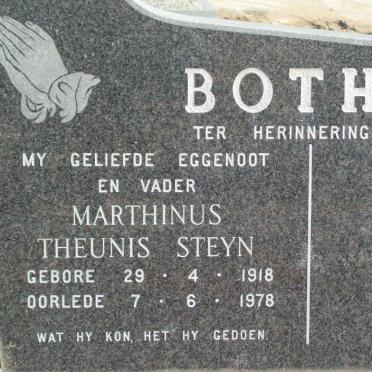 BOTH
TER HERINNERING
MY GELIEFDE EGGENOOT
EN VADER
MARTHINUS
THEUNIS STEYN
GEBORE 29 · 4 · 1918
OORLEDE 7 · 6 · 1978
WAT HY KON, HET HY GEDOEN.